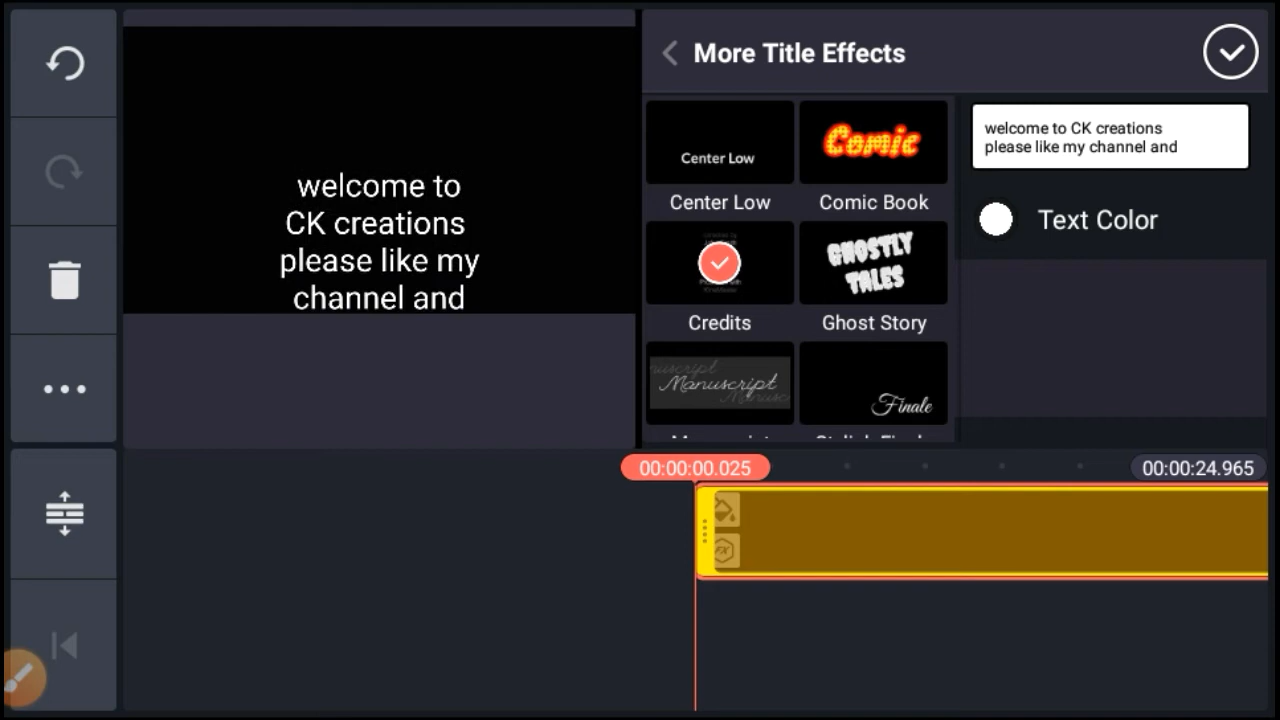 More Title Effects
welcome to
CK creations
please like my
channel and
Center Low
Center Low
Comic
Comic Book
Credits
GHOSTLY
TALES
Ghost Story
Manuscript
Finale
welcome to CK creations
please like my channel and
Text Color
00:00:00.025
00:00:24.965
FX